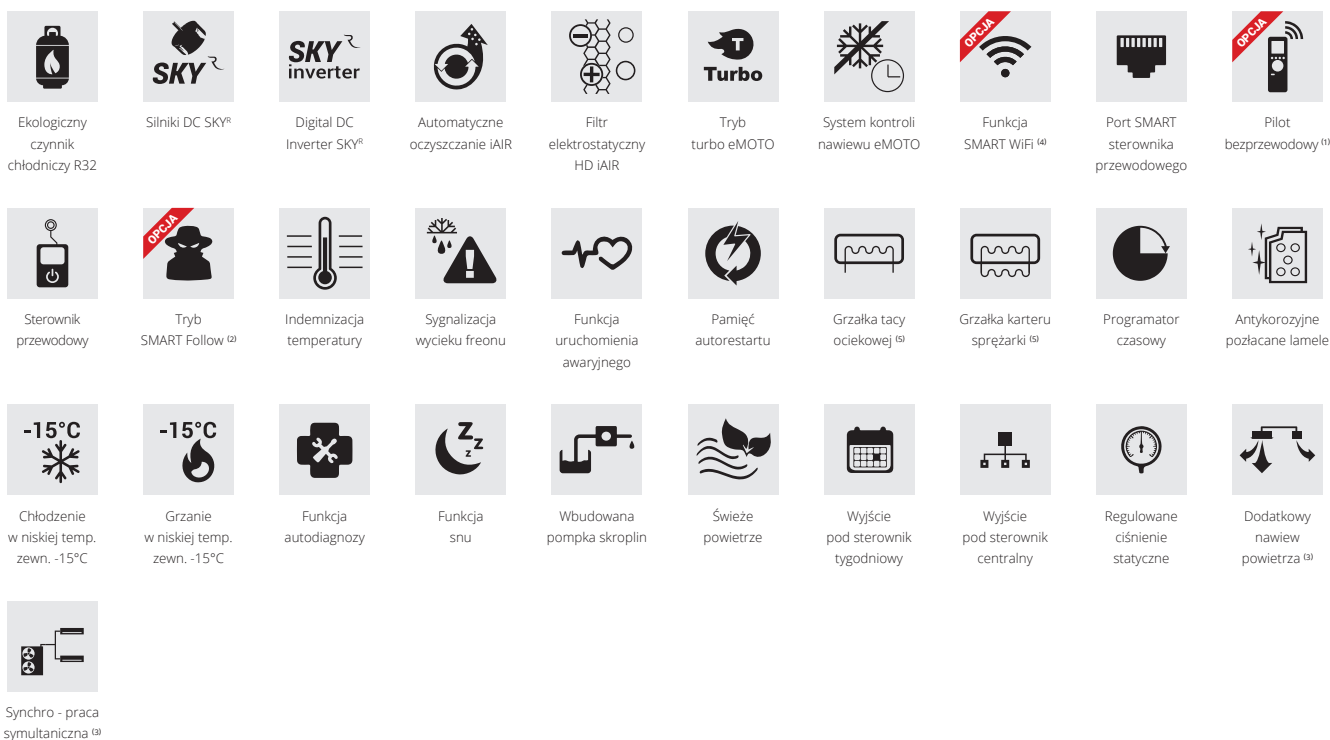 SKY R
SKY R
inverter
T
Turbo
OPCJA
OPCJA
Ekologiczny
czynnik
chłodniczy R32
Silniki DC SKYᴿ
Digital DC
Inverter SKYᴿ
Automatyczne
oczyszczanie iAIR
Filtr
elektrostatyczny
HD iAIR
Tryb
turbo eMOTO
System kontroli
nawiewu eMOTO
Funkcja
SMART WiFi ⁽⁴⁾
Port SMART
sterownika
przewodowego
Pilot
bezprzewodowy ⁽¹⁾
OPCJA
Sterownik
przewodowy
Tryb
SMART Follow ⁽²⁾
Indemnizacja
temperatury
Sygnalizacja
wycieku freonu
Funkcja
uruchomienia
awaryjnego
Pamięć
autorestartu
Grzałka tacy
ociekowej ⁽⁵⁾
Grzałka karteru
sprężarki ⁽⁵⁾
Programator
czasowy
Antykorozyjne
pozłacane lamele
-15°C
-15°C
Z Z z
Chłodzenie
w niskiej temp.
zewn. -15°C
Grzanie
w niskiej temp.
zewn. -15°C
Funkcja
autodiagnozy
Funkcja
snu
Wbudowana
pompka skroplin
Świeże
powietrze
Wyjście
pod sterownik
tygodniowy
Wyjście
pod sterownik
centralny
Regulowane
ciśnienie
statyczne
Dodatkowy
nawiew
powietrza ⁽³⁾
Synchro - praca
symultaniczna ⁽³⁾